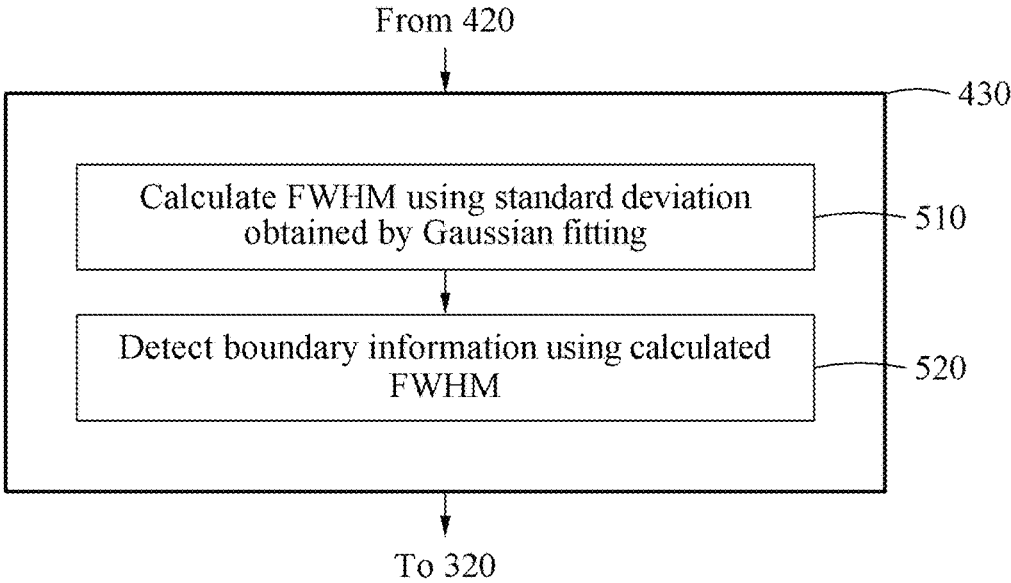 From 420
430
Calculate FWHM using standard deviation
obtained by Gaussian fitting
510
Detect boundary information using calculated
FWHM
520
To 320